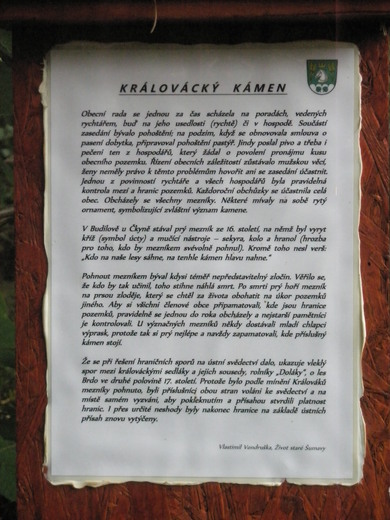 KRÁLOVÁCKÝ KÁMEN
Obecní rada se jednou za čas scházela na poradách, vedených
rychtářem, buď na jeho usedlosti (rychtě) či v hospodě. Součástí
zasedání bývalo pohoštění; na podzim, když se obnovovala smlouva o
pasení dobytka, připravoval pohoštění pastýř. Jindy poslal pivo a třeba i
pečeni ten z hospodářů, který žádal o povolení pronájmu kusu
obecního pozemku. Řízení obecních záležitostí zůstávalo mužskou věcí,
ženy neměly právo k těmto problémům hovořit ani se zasedání účastnit.
Jednou z povinností rychtáře a všech hospodářů byla pravidelná
kontrola mezí a hranic pozemků. Každoroční obchůzky se účastnila celá
obec. Obcházely se všechny mezníky. Některé mívaly na sobě rytý
ornament, symbolizující zvláštní význam kamene.
V Budilově u Čkyně stával prý mezník ze 16. století, na němž byl vyryt
kříž (symbol úcty) a mučící nástroje – sekyra, kolo a hranol (hrozba
pro toho, kdo by mezníkem svévolně pohnul). Kromě toho nesl verš:
„Kdo na naše lesy sáhne, na tenhle kámen hlavu nahne.“
Pohnout mezníkem býval kdysi téměř nepředstavitelný zločin. Věřilo se,
že kdo by tak učinil, toho stihne náhlá smrt. Po smrti prý hoří mezník
na prsou zloděje, který se chtěl za života obohatit na úkor pozemků
jiného. Aby si všichni členové obce připamatovali, kde jsou hranice
pozemků, pravidelně se jednou do roka obcházely a nejstarší pamětníci
je kontrolovali. U význačných mezníků někdy dostávali mladí chlapci
výprask, protože tak si prý nejlépe a navždy zapamatovali, kde příslušný
kámen stojí.
Že se při řešení hraničních sporů na ústní svědectví dalo, ukazuje vleklý
spor mezi králováckými sedláky a jejich sousedy, rolníky „Doláky“, o les
Brdo ve druhé polovině 17. století. Protože bylo podle mínění Králováků
mezníky pohnuto, byli příslušníci obou stran volání ke svědectví a na
místě samém vyzváni, aby pokleknutím a přísahou stvrdili platnost
hranic. I přes určité neshody byly nakonec hranice na základě ústních
přísah znovu vytyčeny.
Vlastimil Vondruška, Život staré Šumavy